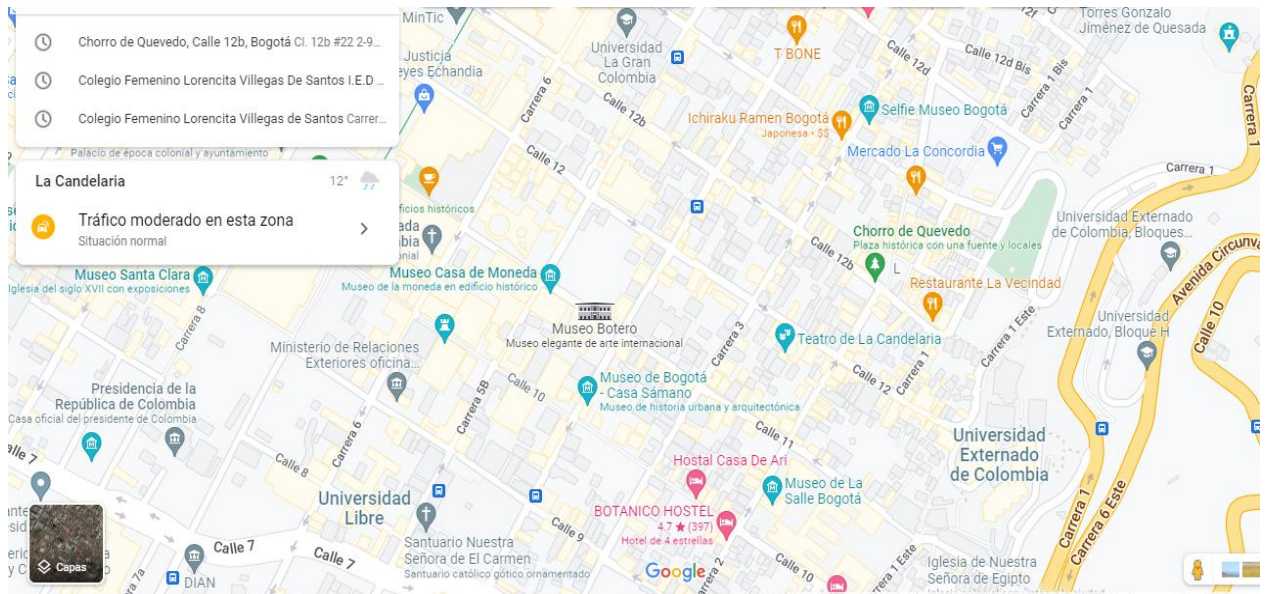 Chorro de Quevedo, Calle 12b, Bogotá Cl. 12b #22 2-9...
Colegio Femenino Lorencita Villegas De Santos I.E.D ...
Colegio Femenino Lorencita Villegas de Santos Carrer...
Palacio de época colonial y ayuntamiento
La Candelaria
12°
Tráfico moderado en esta zona
Situación normal
MinTic
Justicia
eyes Echandia
Universidad
La Gran
Colombia
T BONE
Torres Gonzalo
Jiménez de Quesada
Calle 12d
Calle 12d Bis
Carrera 1 Bis
Carrera 1
Carrera 1
Carrera 6
Calle 12b
Calle 12
Ichiraku Ramen Bogotá
Japonesa • $$
Selfie Museo Bogotá
Mercado La Concordia
Carrera 1
ficios históricos
Chorro de Quevedo
Plaza histórica con una fuente y locales
Calle 12b
L
Restaurante La Vecindad
Universidad Externado
de Colombia, Bloques...
Avenida Circunva
Calle 10
Universidad
Externado, Bloque H
Museo Santa Clara
Iglesia del siglo XVII con exposiciones
Museo Casa de Moneda
Museo de la moneda en edificio histórico
Museo Botero
Museo elegante de arte internacional
Carrera 8
Carrera 3
Teatro de La Candelaria
Carrera 1 Este
Ministerio de Relaciones
Exteriores oficina...
Calle 10
Museo de Bogotá
- Casa Sámano
Museo de historia urbana y arquitectónica
Calle 12
Carrera 1
Presidencia de la
República de Colombia
Casa oficial del presidente de Colombia
Carrera 5B
Carrera 6
Calle 11
Universidad
Externado
de Colombia
alle 7
Calle 8
Hostal Casa De Ari
Museo de La
Salle Bogotá
Universidad
Libre
BOTANICO HOSTEL
4.7 ★ (397)
Hotel de 4 estrellas
Calle 9
Carrera 1
Carrera 6 Este
Santuario Nuestra
Señora de El Carmen
Santuario católico gótico ornamentado
Calle 7
Calle 7
Capas
DIAN
Google
Calle 10
Iglesia de Nuestra
Señora de Egipto